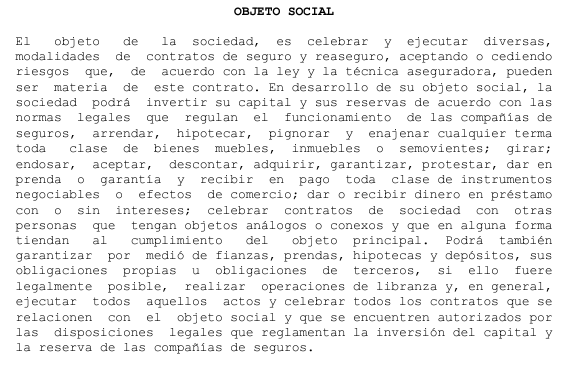 OBJETO SOCIAL
El objeto de la sociedad, es celebrar y ejecutar diversas,
modalidades de contratos de seguro y reaseguro, aceptando o cediendo
riesgos que, de acuerdo con la ley y la técnica aseguradora, pueden
ser materia de este contrato. En desarrollo de su objeto social, la
sociedad podrá invertir su capital y sus reservas de acuerdo con las
normas legales que regulan el funcionamiento de las compañías de
seguros, arrendar, hipotecar, pignorar y enajenar cualquier terma
toda clase de bienes muebles, inmuebles o semovientes; girar;
endosar, aceptar, descontar, adquirir, garantizar, protestar, dar en
prenda o garantía y recibir en pago toda clase de instrumentos
negociables o efectos de comercio; dar o recibir dinero en préstamo
con o sin intereses; celebrar contratos de sociedad con otras
personas que tengan objetos análogos o conexos y que en alguna forma
tiendan al cumplimiento del objeto principal. Podrá también
garantizar por medió de fianzas, prendas, hipotecas y depósitos, sus
obligaciones propias u obligaciones de terceros, si ello fuere
legalmente posible, realizar operaciones de libranza y, en general,
ejecutar todos aquellos actos y celebrar todos los contratos que se
relacionen con el objeto social y que se encuentren autorizados por
las disposiciones legales que reglamentan la inversión del capital y
la reserva de las compañías de seguros.